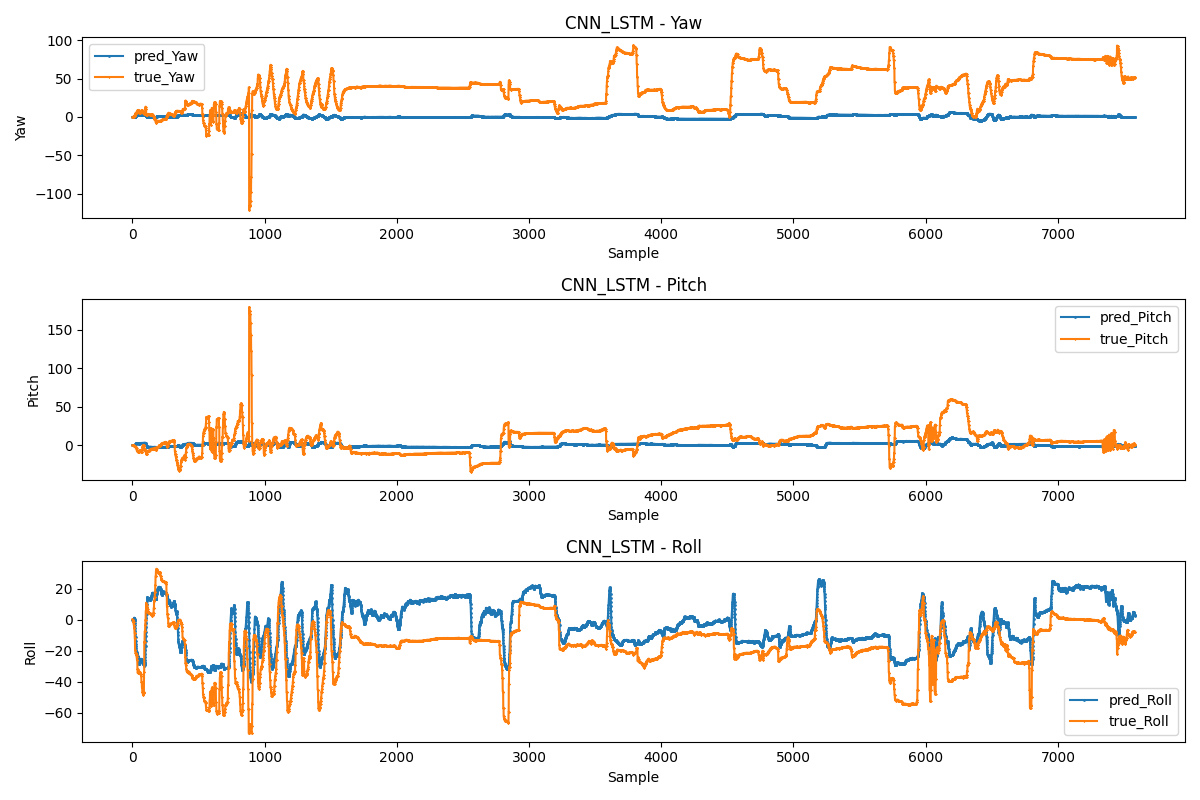 CNN_LSTM - Yaw
100
50
0
−50
−100
Yaw
pred_Yaw
true_Yaw
0 1000 2000 3000 4000 5000 6000 7000
Sample
CNN_LSTM - Pitch
150
100
50
0
Pitch
pred_Pitch
true_Pitch
0 1000 2000 3000 4000 5000 6000 7000
Sample
CNN_LSTM - Roll
20
0
−20
−40
−60
Roll
pred_Roll
true_Roll
0 1000 2000 3000 4000 5000 6000 7000
Sample